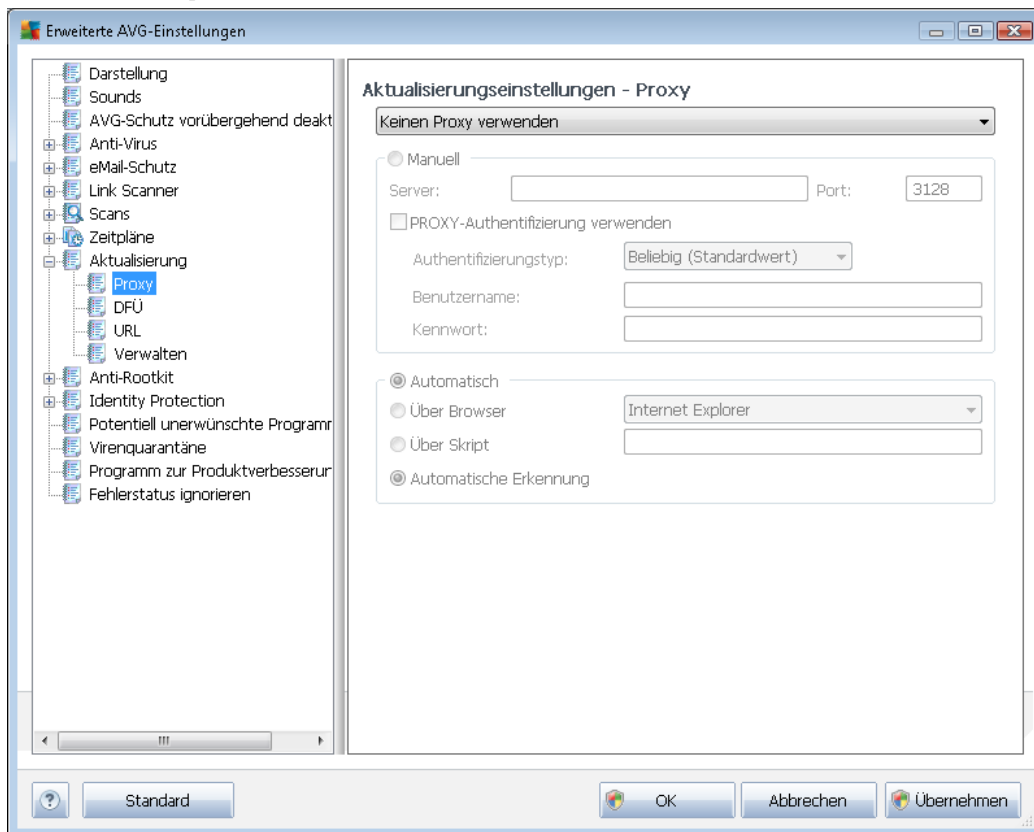 Erweiterte AVG-Einstellungen
Darstellung
Sounds
AVG-Schutz vorübergehend deakt
Anti-Virus
eMail-Schutz
Link Scanner
Scans
Zeitpläne
Aktualisierung
Proxy
DFÜ
URL
Verwalten
Anti-Rootkit
Identity Protection
Potentiell unerwünschte Programr
Virenquarantäne
Programm zur Produktverbesserur
Fehlerstatus ignorieren
Aktualisierungseinstellungen - Proxy
Keinen Proxy verwenden
Manuell
Server: Port: 3128
PROXY-Authentifizierung verwenden
Authentifizierungstyp: Beliebig (Standardwert)
Benutzername:
Kennwort:
Automatisch
Über Browser Internet Explorer
Über Skript
Automatische Erkennung
? Standard OK Abbrechen Übernehmen